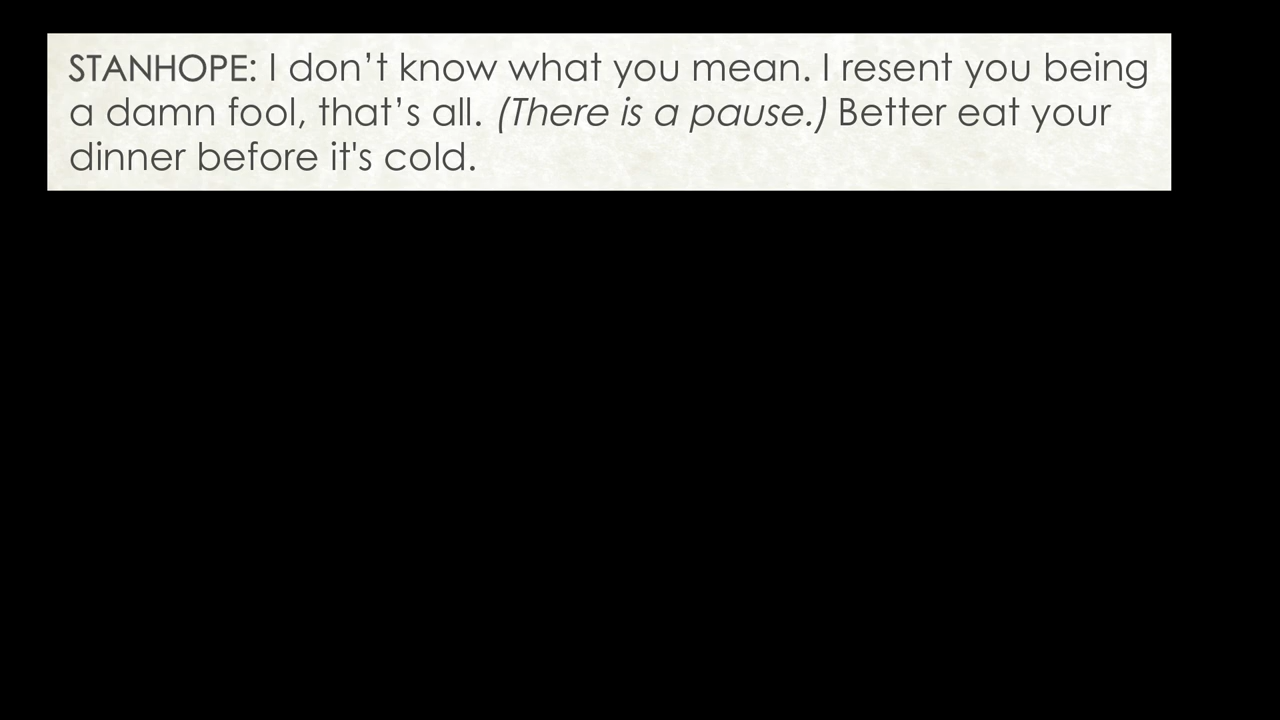 STANHOPE: I don’t know what you mean. I resent you being
a damn fool, that’s all. (There is a pause.) Better eat your
dinner before it's cold.